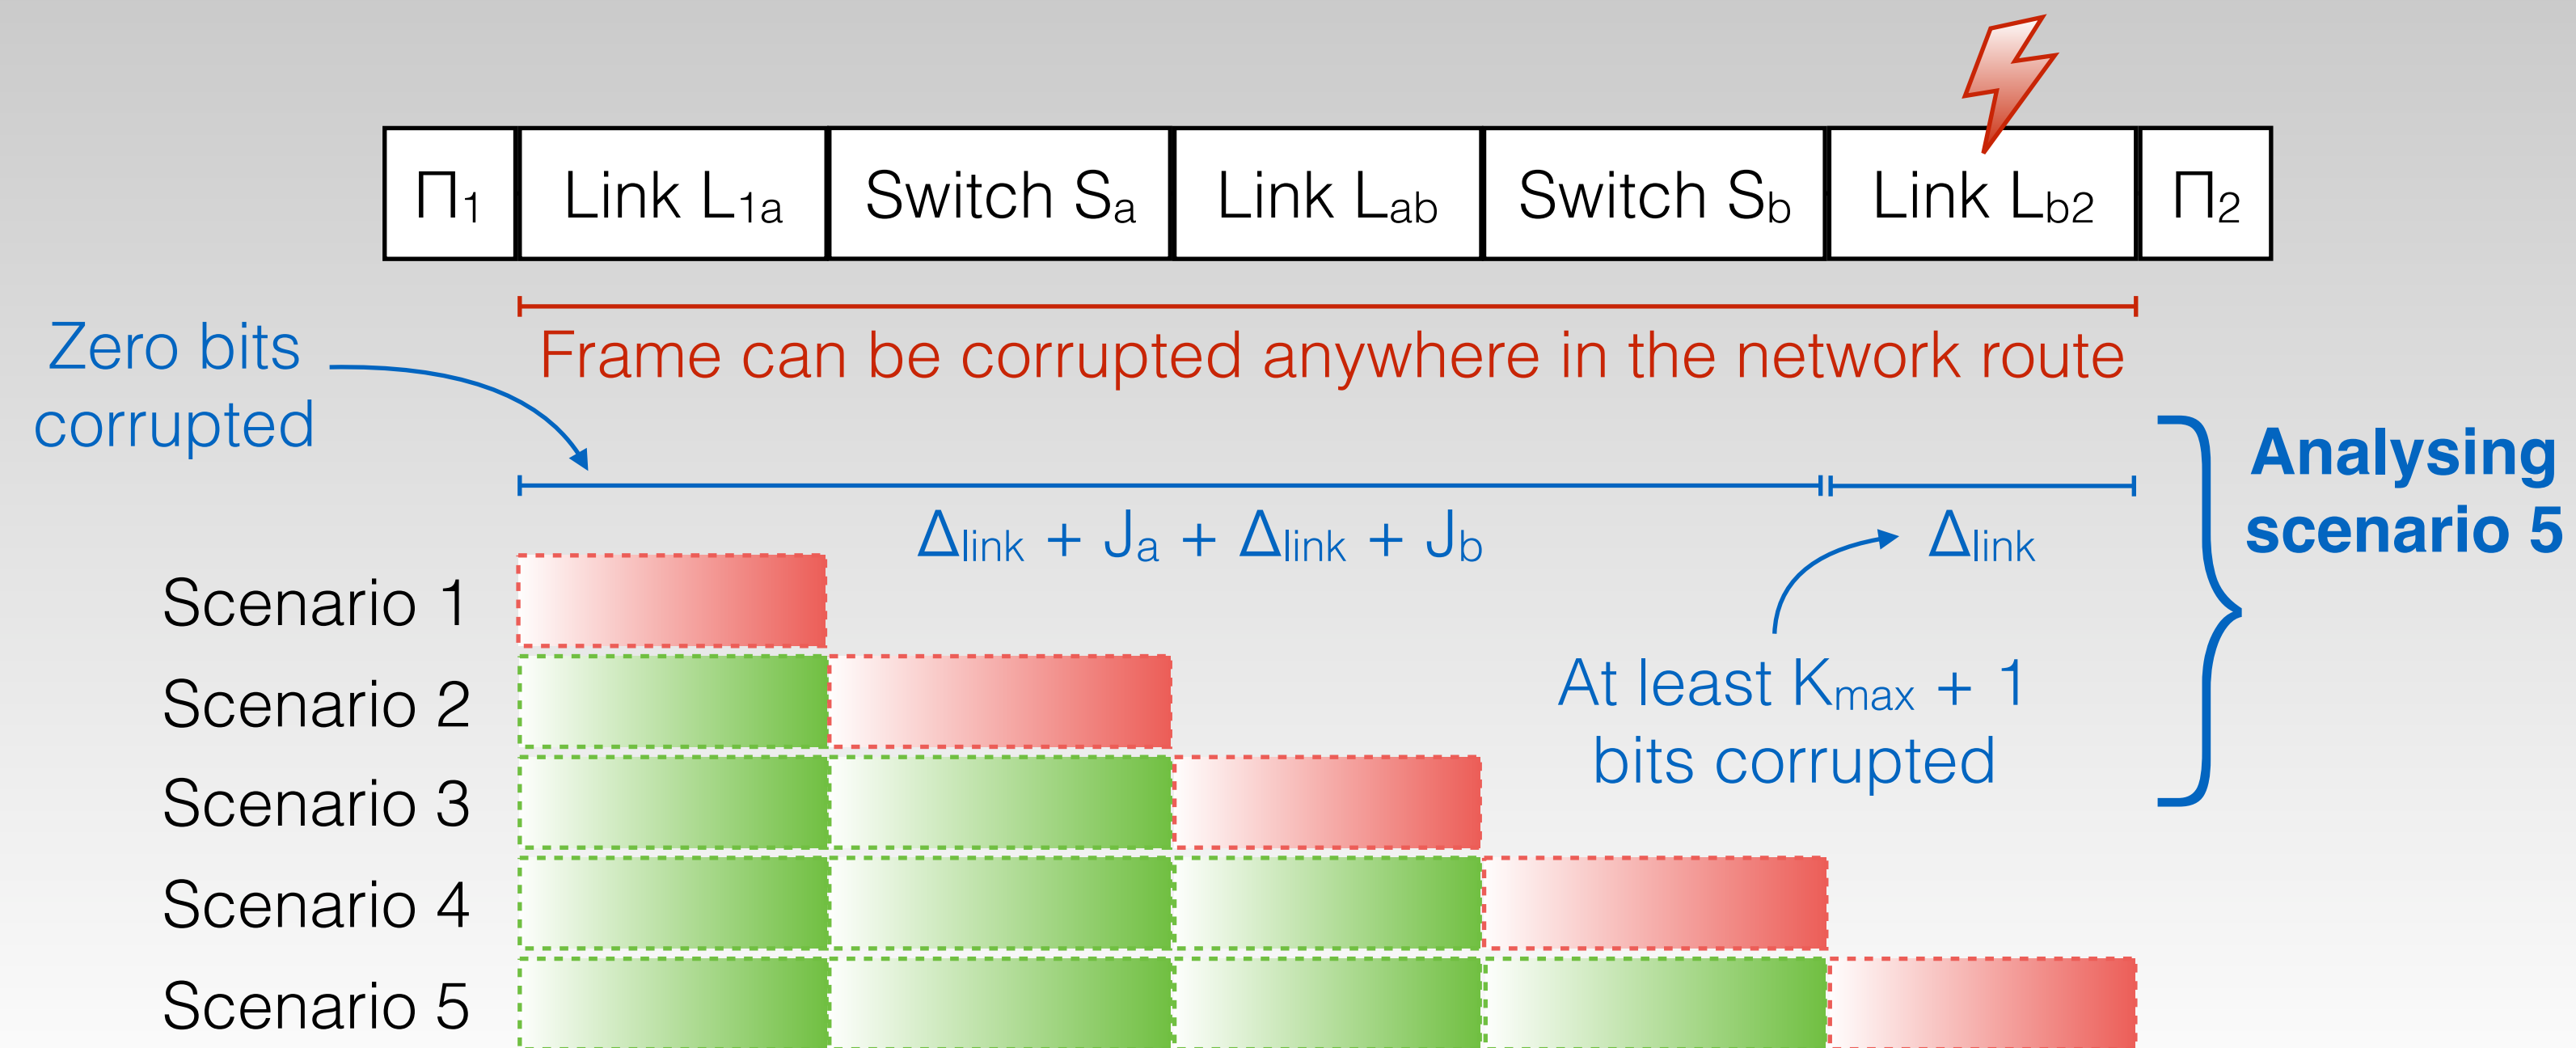 Π1 Link L1a Switch Sa Link Lab Switch Sb Link Lb2 Π2
Frame can be corrupted anywhere in the network route
Zero bits
corrupted
Δlink + Ja + Δlink + Jb
Δlink
Analysing
scenario 5
At least Kmax + 1
bits corrupted
Scenario 1
Scenario 2
Scenario 3
Scenario 4
Scenario 5